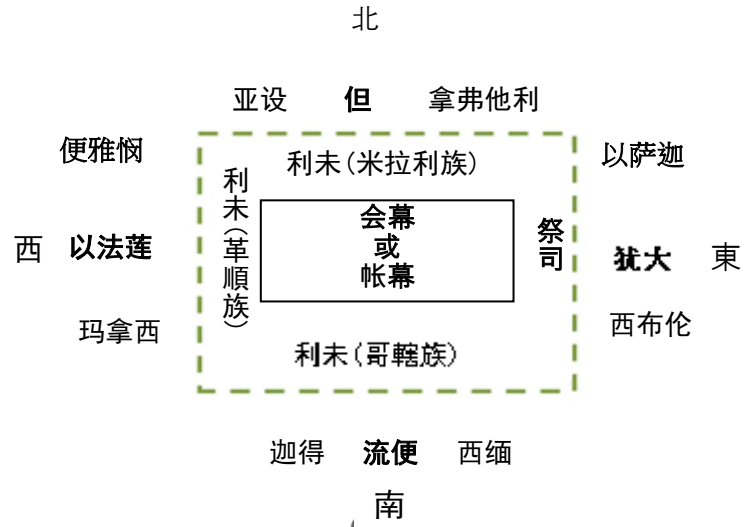 北
亚设 但 拿弗他利
便雅悯
利未(米拉利族)
以萨迦
利未(革順族)
会幕
或
帐幕
祭司
西 以法莲
犹大 東
玛拿西
西布伦
利未(哥轄族)
迦得 流便 西缅
南